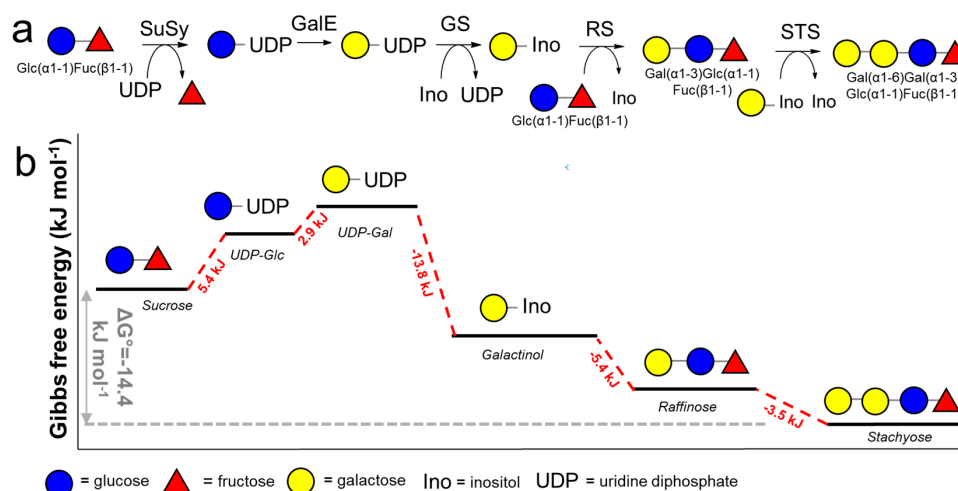 a
SuSy
GalE
GS
RS
STS
UDP
UDP
Ino
Glc(α1-1)Fuc(β1-1)
UDP
Ino UDP
Ino
Glc(α1-1)Fuc(β1-1)
Gal(α1-3)Glc(α1-1)
Fuc(β1-1)
Ino Ino
Gal(α1-6)Gal(α1-3
Glc(α1-1)Fuc(β1-1
b
Gibbs free energy (kJ mol-1)
UDP
UDP
Sucrose
5.4 kJ
UDP-Glc
2.9 kJ
UDP-Gal
-13.8 kJ
Ino
Galactinol
-5.4 kJ
Raffinose
-3.5 kJ
Stachyose
ΔG°=-14.4
kJ mol-1
= glucose = fructose = galactose Ino = inositol UDP = uridine diphosphate